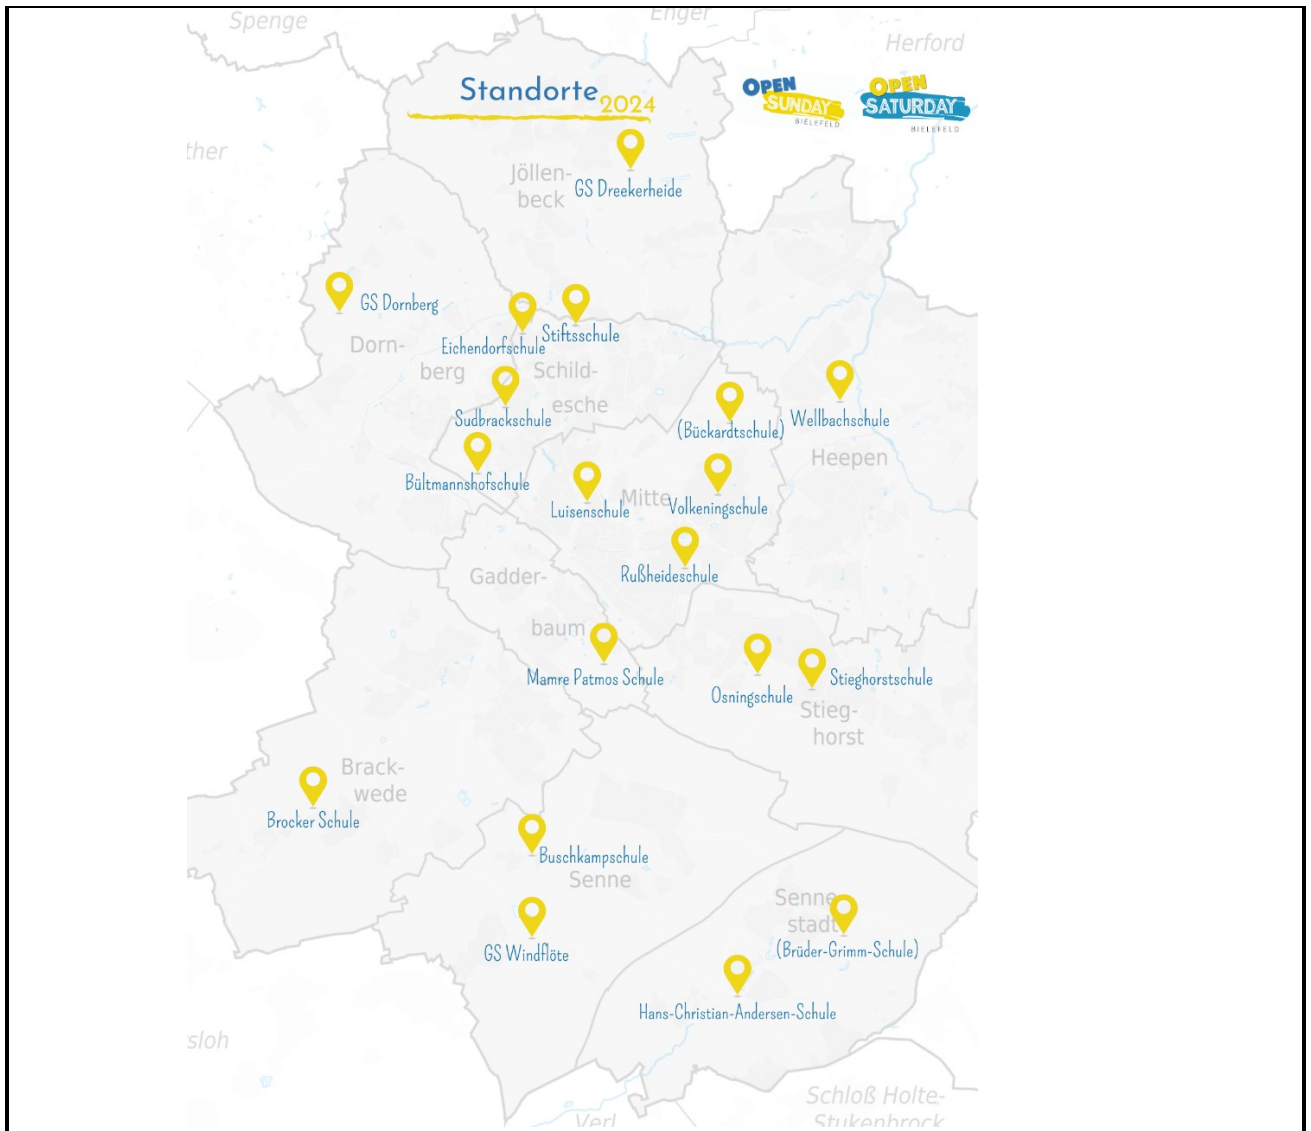 Spenge
Enger
Herford
Standorte
2024
OPEN
SUNDAY
BIELEFELD
OPEN
SATURDAY
BIELEFELD
ther
Jöllen-
beck
GS Dreekerheide
GS Dornberg
Dorn-
berg
Eichendorfschule
Stiftsschule
Schild-
esche
Sudbrackschule
(Bückardtschule)
Wellbachschule
Heepen
Bültmannshofschule
Luisenschule
Mitte
Volkeningschule
Rußheideschule
Gadder-
baum
Mamre Patmos Schule
Osningschule
Stieghorstschule
Stieg-
horst
Brack-
wede
Brocker Schule
Buschkampschule
Senne
Senne
stadt
(Brüder-Grimm-Schule)
GS Windflöte
Hans-Christian-Andersen-Schule
sloh
Schloß Holte-
Stukenbrock
Verl